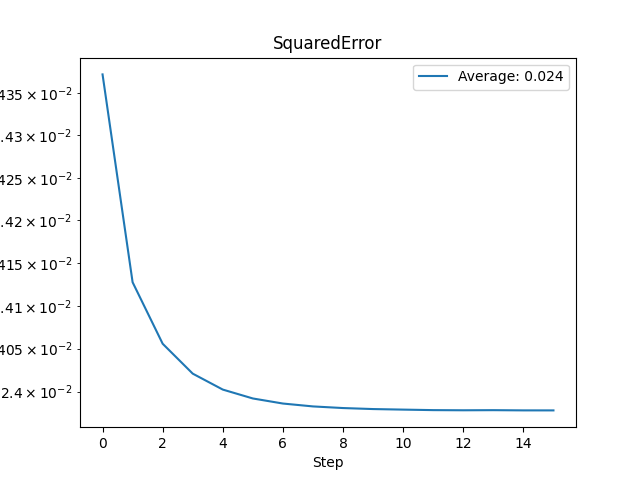 SquaredError
Average: 0.024
435 × 10⁻²
.43 × 10⁻²
425 × 10⁻²
.42 × 10⁻²
415 × 10⁻²
.41 × 10⁻²
405 × 10⁻²
2.4 × 10⁻²
0 2 4 6 8 10 12 14
Step